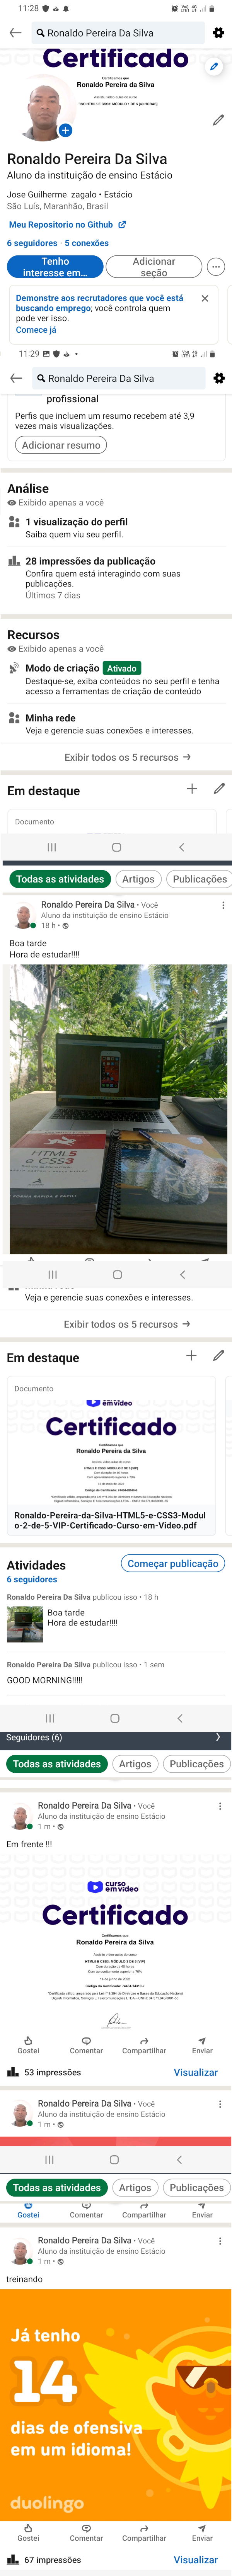 11:28
Ronaldo Pereira Da Silva
Certificado
Certificamos que
Ronaldo Pereira da Silva
Ronaldo Pereira Da Silva
Aluno da instituição de ensino Estácio
Jose Guilherme zagalo • Estácio
São Luís, Maranhão, Brasil
Meu Repositorio no Github
6 seguidores · 5 conexões
Tenho interesse em...
Adicionar seção
Demonstre aos recrutadores que você está
buscando emprego; você controla quem
pode ver isso.
Comece já
11:29
Ronaldo Pereira Da Silva
profissional
Perfis que incluem um resumo recebem até 3,9
vezes mais visualizações.
Adicionar resumo
Análise
Exibido apenas a você
1 visualização do perfil
Saiba quem viu seu perfil.
28 impressões da publicação
Confira quem está interagindo com suas
publicações.
Últimos 7 dias
Recursos
Exibido apenas a você
Modo de criação Ativado
Destaque-se, exiba conteúdos no seu perfil e tenha
acesso a ferramentas de criação de conteúdo
Minha rede
Veja e gerencie suas conexões e interesses.
Exibir todos os 5 recursos →
Em destaque
Documento
Todas as atividades Artigos Publicações
Ronaldo Pereira Da Silva • Você
Aluno da instituição de ensino Estácio
18 h •
Boa tarde
Hora de estudar!!!!
HTML5
e CSS3
Veja e gerencie suas conexões e interesses.
Exibir todos os 5 recursos →
Em destaque
Documento
em vídeo
Certificado
Certificamos que
Ronaldo Pereira da Silva
Ronaldo-Pereira-da-Silva-HTML5-e-CSS3-Modul
o-2-de-5-VIP-Certificado-Curso-em-Video.pdf
Atividades
Começar publicação
6 seguidores
Ronaldo Pereira Da Silva publicou isso • 18 h
Boa tarde
Hora de estudar!!!!
Ronaldo Pereira Da Silva publicou isso • 1 sem
GOOD MORNING!!!!!
Seguidores (6)
Todas as atividades Artigos Publicações
Ronaldo Pereira Da Silva • Você
Aluno da instituição de ensino Estácio
1 m •
Em frente !!!
curso
em vídeo
Certificado
Certificamos que
Ronaldo Pereira da Silva
Gostei Comentar Compartilhar Enviar
53 impressões Visualizar
Ronaldo Pereira Da Silva • Você
Aluno da instituição de ensino Estácio
1 m •
Todas as atividades Artigos Publicações
Gostei Comentar Compartilhar Enviar
Ronaldo Pereira Da Silva • Você
Aluno da instituição de ensino Estácio
1 m •
treinando
Já tenho
14
dias de ofensiva
em um idioma!
duolingo
Gostei Comentar Compartilhar Enviar
67 impressões Visualizar